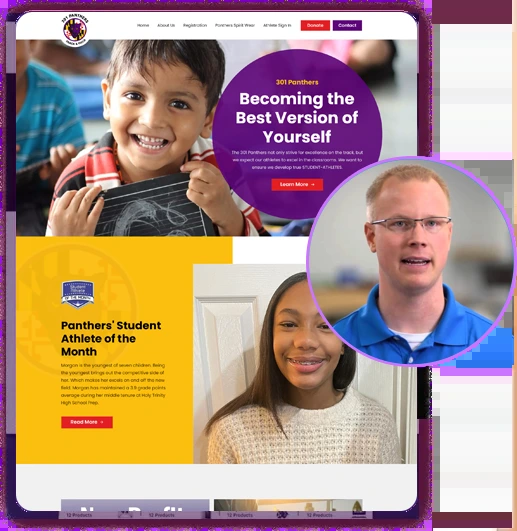 301 PANTHERS
Home About Us Registration Panthers Spirit Wear Athlete Sign In Donate Contact
301 Panthers
Becoming the
Best Version of
Yourself
The 301 Panthers not only strive for excellence on the track, but
we expect our athletes to excel in the classrooms. We want to
ensure we develop true STUDENT-ATHLETES.
Learn More →
Student
Athlete
OF THE MONTH
Panthers' Student
Athlete of the
Month
Morgan is the youngest of seven children. Being
the youngest brings out the competitive side of
her. Which makes her excels on and off the new
field. Morgan has maintained a 3.8 grade points
average during her middle tenure at Holy Trinity
High School Prep.
Read More →
12 Products 12 Products 12 Products 12 Products